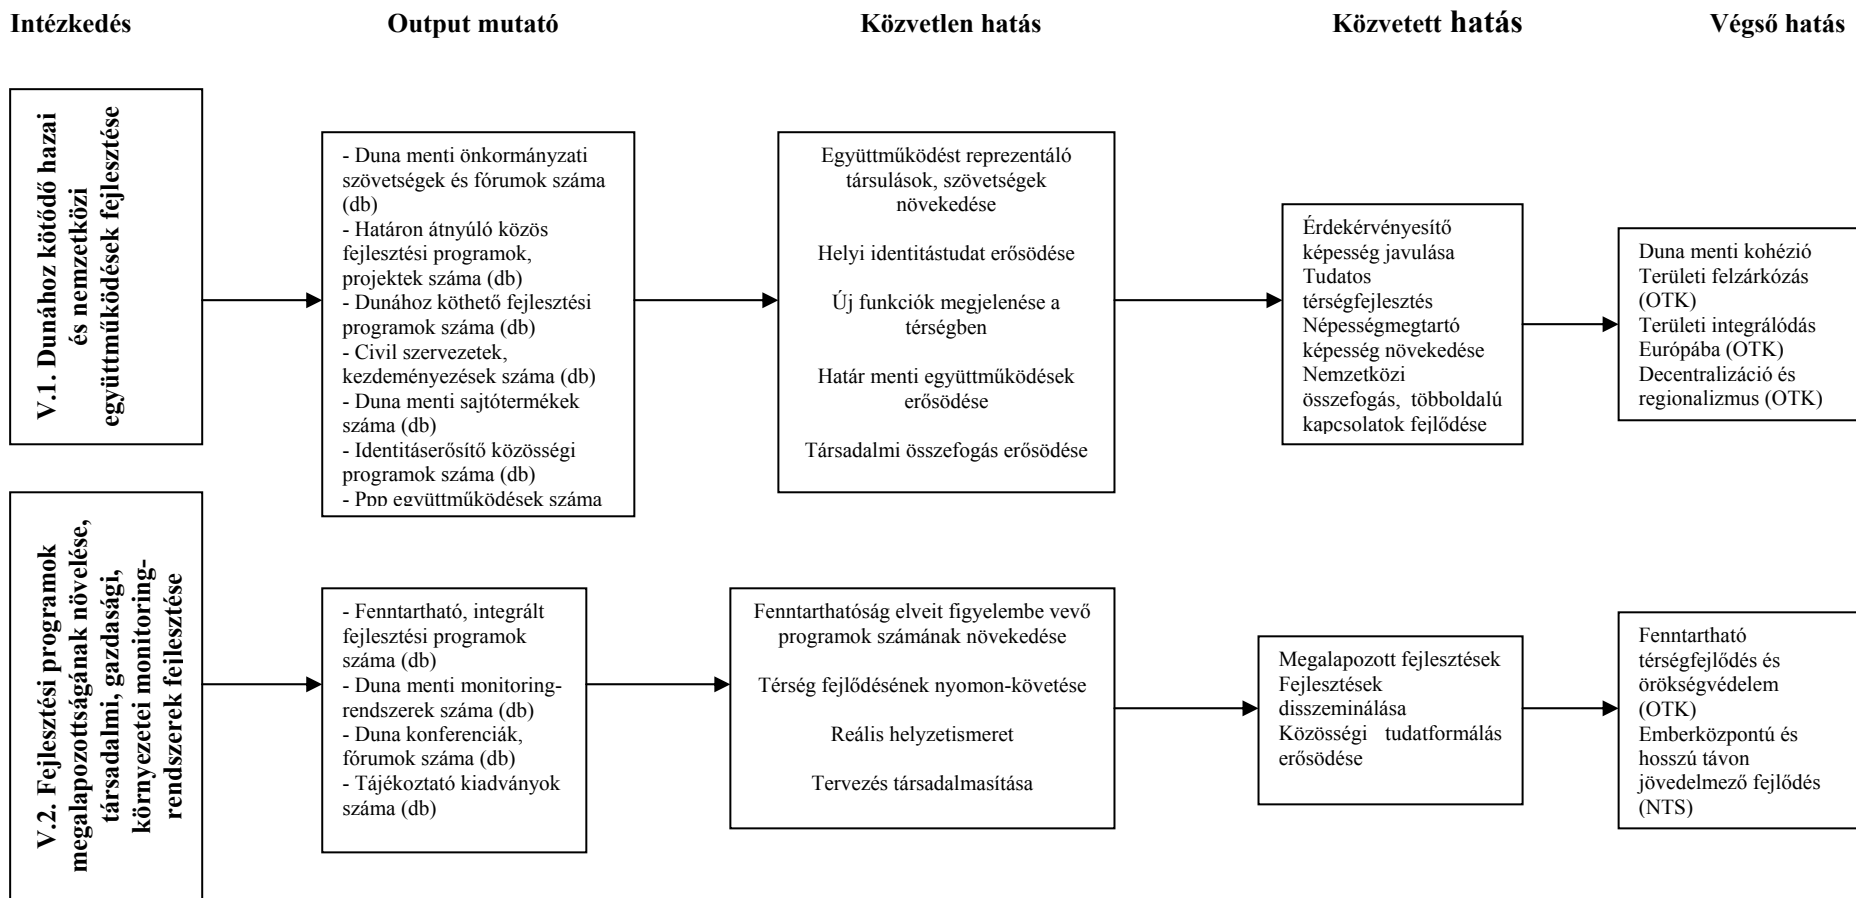 Intézkedés
Output mutató
Közvetlen hatás
Közvetett hatás
Végső hatás
V.1. Dunához kötődő hazai
és nemzetközi
együttműködések fejlesztése
- Duna menti önkormányzati
szövetségek és fórumok száma
(db)
- Határon átnyúló közös
fejlesztési programok,
projektek száma (db)
- Dunához köthető fejlesztési
programok száma (db)
- Civil szervezetek,
kezdeményezések száma (db)
- Duna menti sajtótermékek
száma (db)
- Identitáserősítő közösségi
programok száma (db)
- Ppp együttműködések száma
Együttműködést reprezentáló
társulások, szövetségek
növekedése
Helyi identitástudat erősödése
Új funkciók megjelenése a
térségben
Határ menti együttműködések
erősödése
Társadalmi összefogás erősödése
Érdekérvényesítő
képesség javulása
Tudatos
térségfejlesztés
Népességmegtartó
képesség növekedése
Nemzetközi
összefogás, többoldalú
kapcsolatok fejlődése
Duna menti kohézió
Területi felzárkózás
(OTK)
Területi integrálódás
Európába (OTK)
Decentralizáció és
regionalizmus (OTK)
V.2. Fejlesztési programok
megalapozottságának növelése,
társadalmi, gazdasági,
környezetei monitoring-
rendszerek fejlesztése
- Fenntartható, integrált
fejlesztési programok
száma (db)
- Duna menti monitoring-
rendszerek száma (db)
- Duna konferenciák,
fórumok száma (db)
- Tájékoztató kiadványok
száma (db)
Fenntarthatóság elveit figyelembe vevő
programok számának növekedése
Térség fejlődésének nyomon-követése
Reális helyzetismeret
Tervezés társadalmasítása
Megalapozott fejlesztések
Fejlesztések
disszeminálása
Közösségi tudatformálás
erősödése
Fenntartható
térségfejlődés és
örökségvédelem
(OTK)
Emberközpontú és
hosszú távon
jövedelmező fejlődés
(NTS)